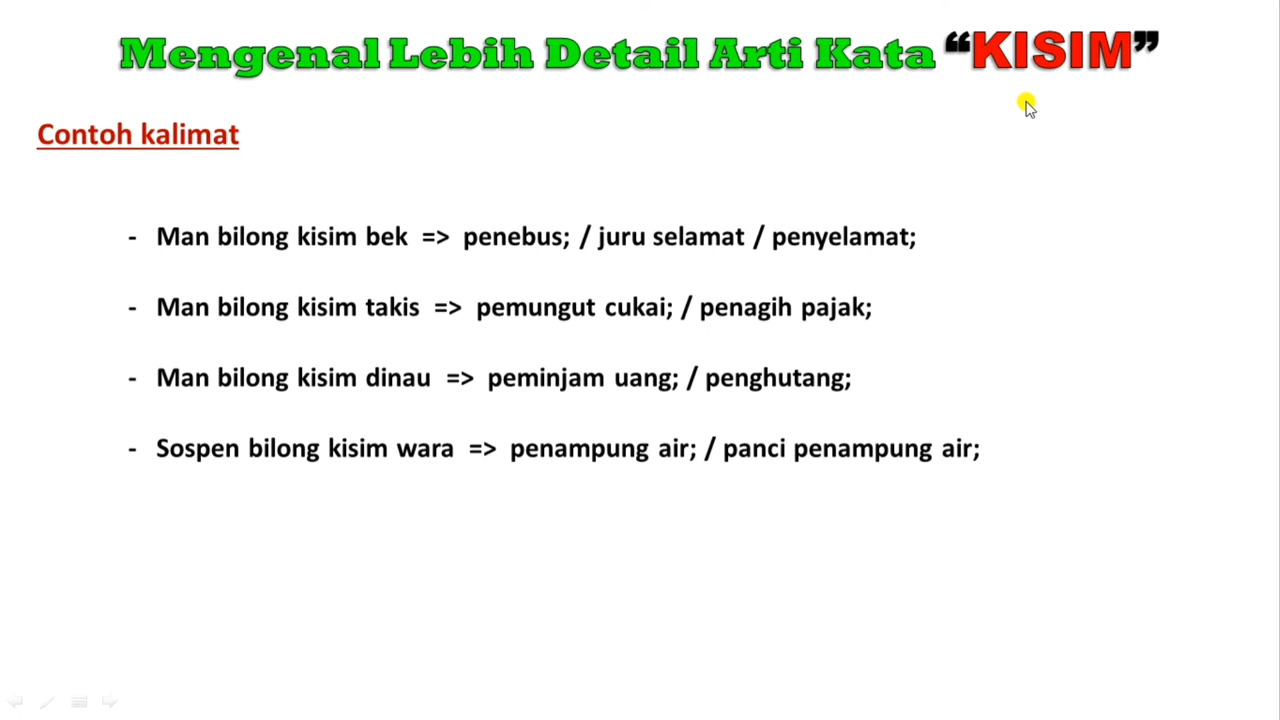 Mengenal Lebih Detail Arti Kata “KISIM”
Contoh kalimat
- Man bilong kisim bek => penebus; / juru selamat / penyelamat;
- Man bilong kisim takis => pemungut cukai; / penagih pajak;
- Man bilong kisim dinau => peminjam uang; / penghutang;
- Sospen bilong kisim wara => penampung air; / panci penampung air;